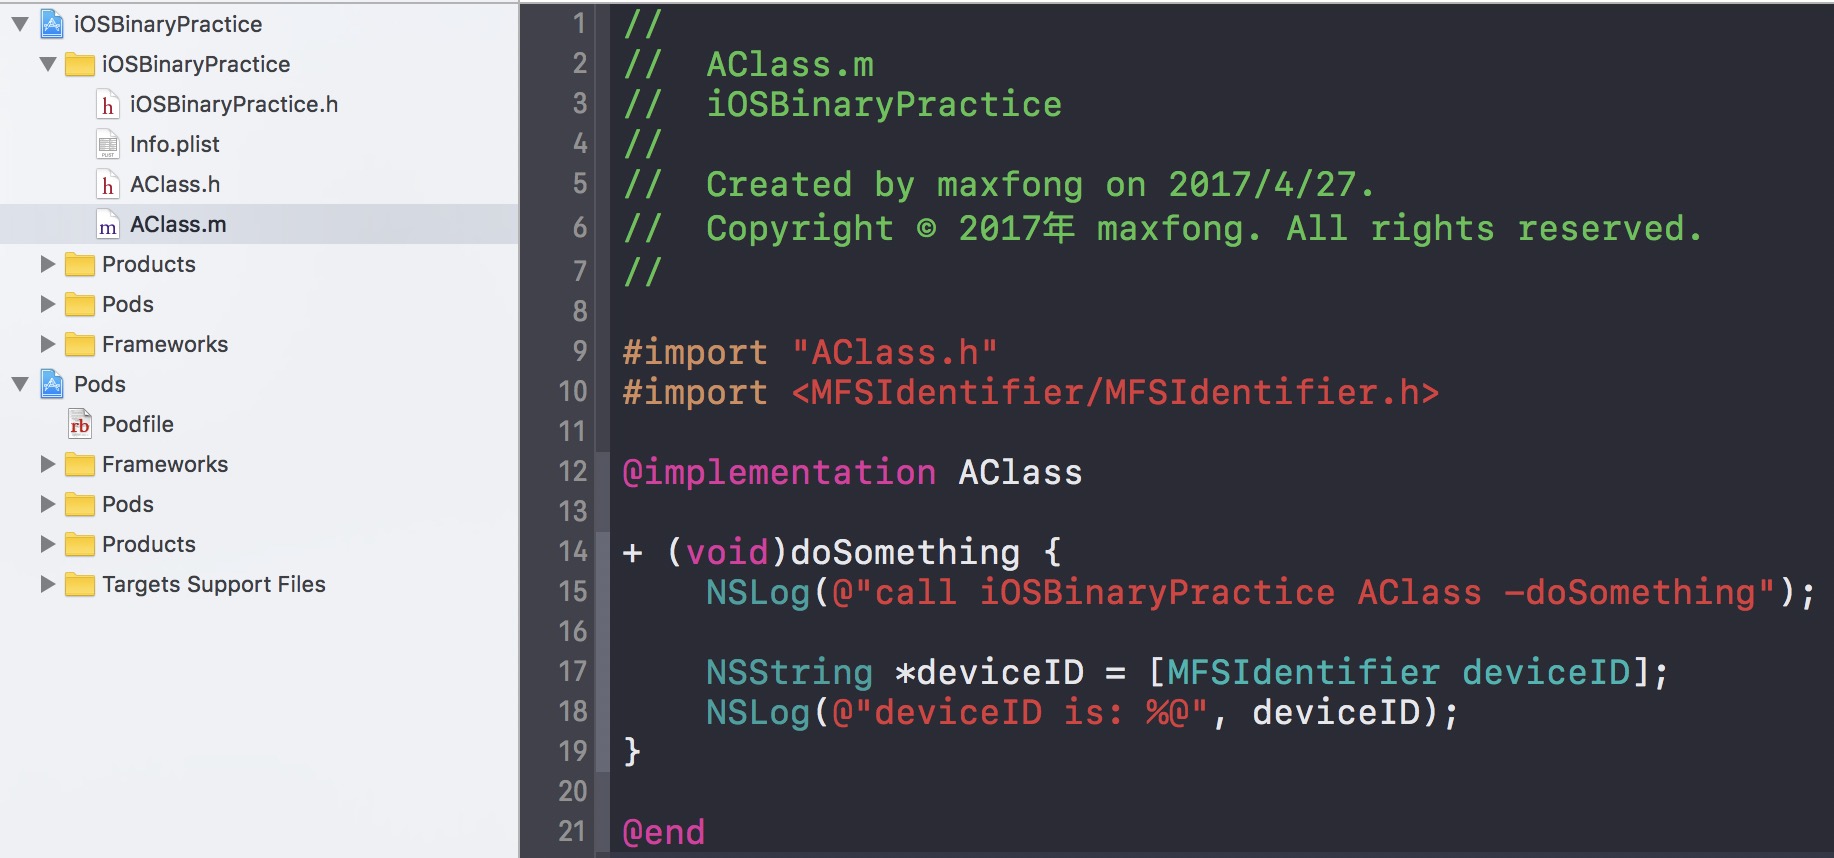 iOSBinaryPractice
iOSBinaryPractice
iOSBinaryPractice.h
Info.plist
AClass.h
AClass.m
Products
Pods
Frameworks
Pods
Podfile
Frameworks
Pods
Products
Targets Support Files
1 //
2 //  AClass.m
3 //  iOSBinaryPractice
4 //
5 //  Created by maxfong on 2017/4/27.
6 //  Copyright © 2017年 maxfong. All rights reserved.
7 //
8
9 #import "AClass.h"
10 #import <MFSIdentifier/MFSIdentifier.h>
11
12 @implementation AClass
13
14 + (void)doSomething {
15     NSLog(@"call iOSBinaryPractice AClass -doSomething");
16
17     NSString *deviceID = [MFSIdentifier deviceID];
18     NSLog(@"deviceID is: %@", deviceID);
19 }
20
21 @end